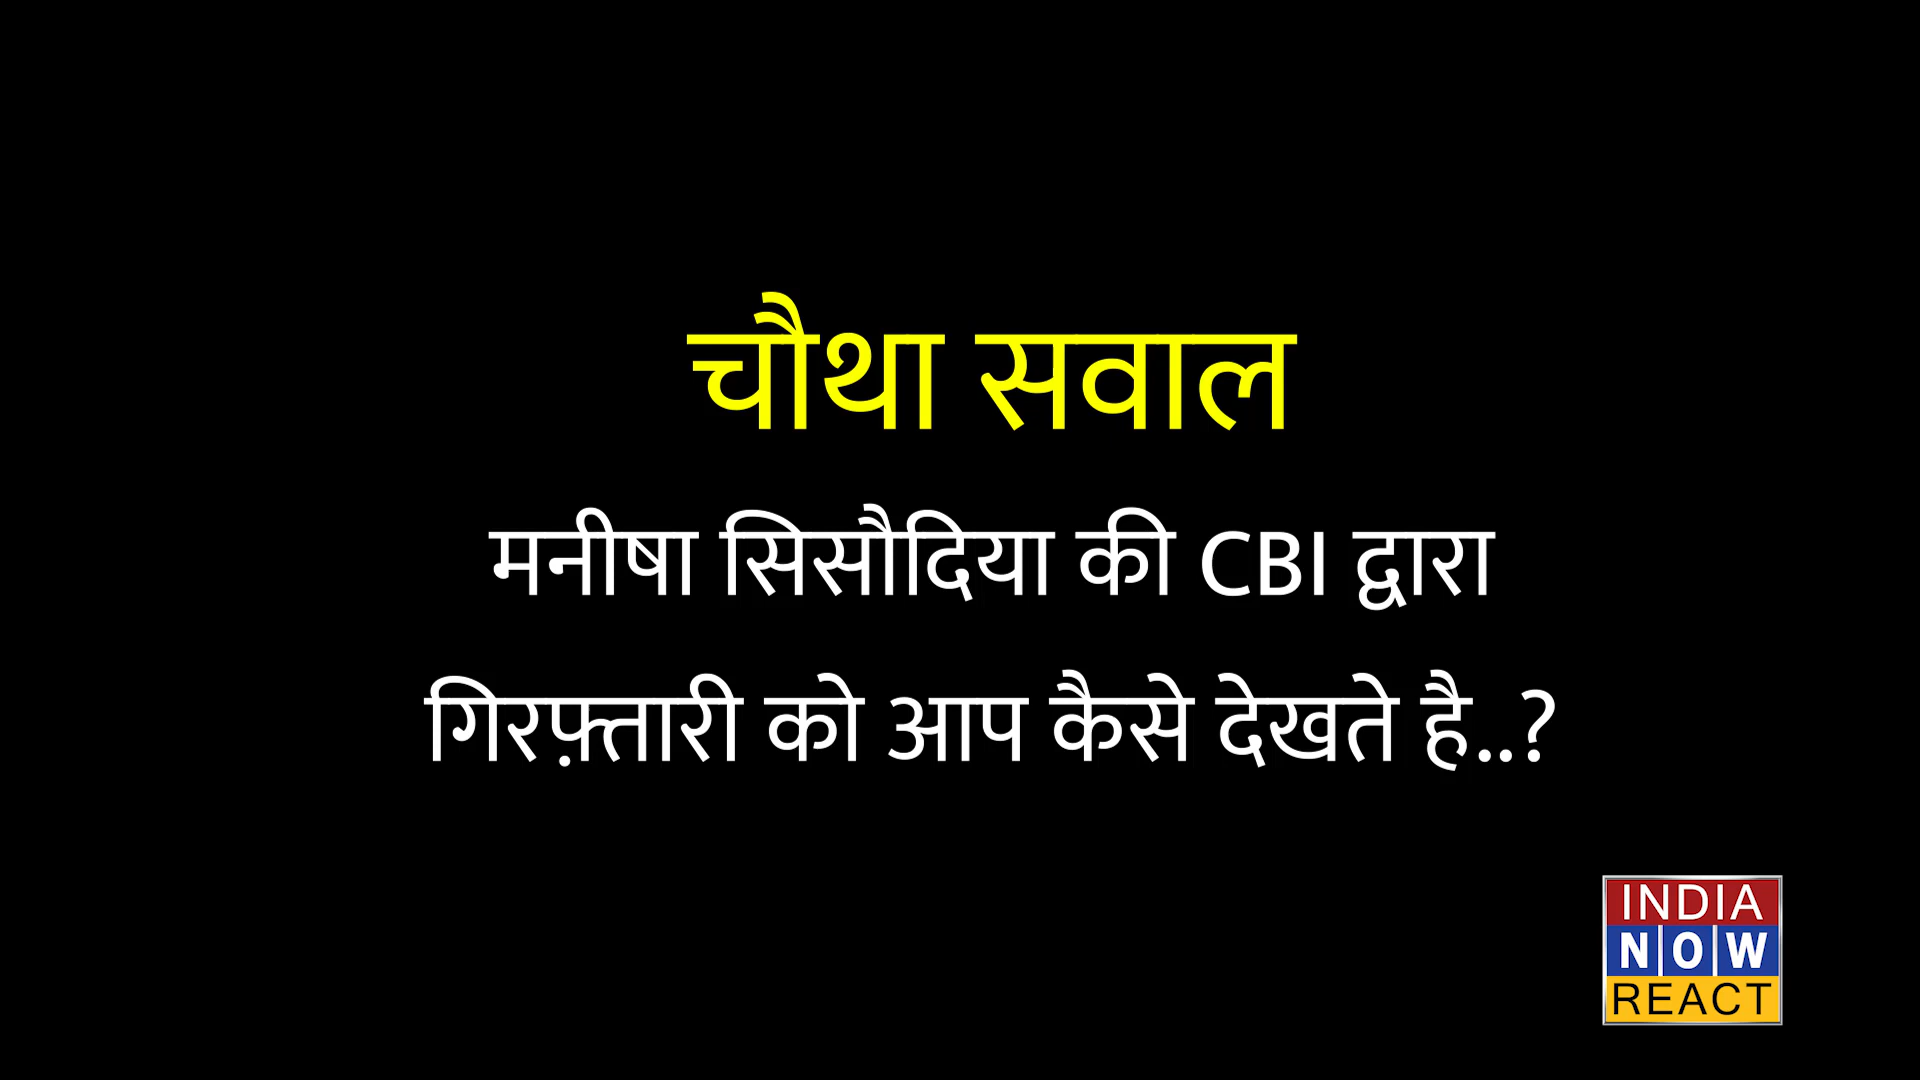 चौथा सवाल
मनीषा सिसौदिया की CBI द्वारा
गिरफ़्तारी को आप कैसे देखते है..?
INDIA
NOW
REACT